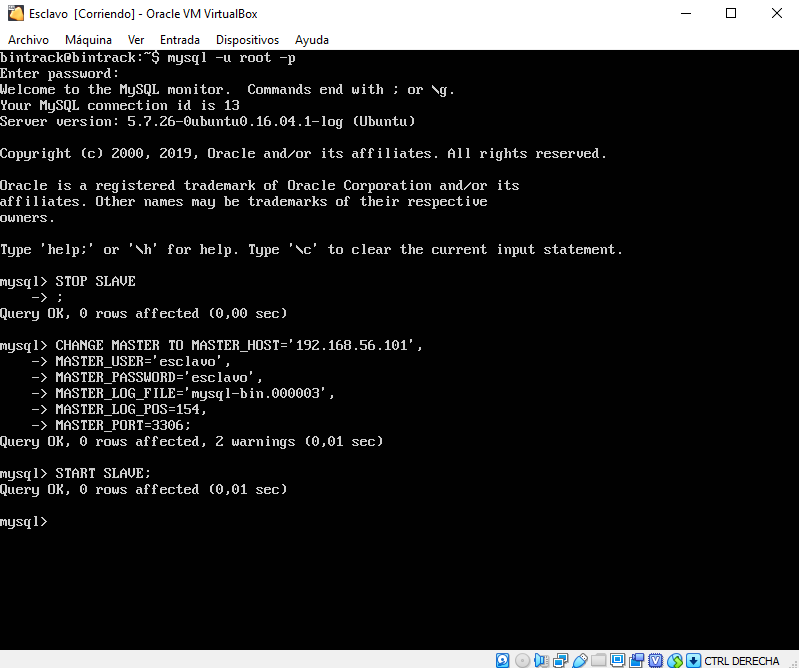 Esclavo [Corriendo] - Oracle VM VirtualBox
Archivo Máquina Ver Entrada Dispositivos Ayuda
bintrack@bintrack:~$ mysql -u root -p
Enter password:
Welcome to the MySQL monitor.  Commands end with ; or \g.
Your MySQL connection id is 13
Server version: 5.7.26-0ubuntu0.16.04.1-log (Ubuntu)

Copyright (c) 2000, 2019, Oracle and/or its affiliates. All rights reserved.

Oracle is a registered trademark of Oracle Corporation and/or its
affiliates. Other names may be trademarks of their respective
owners.

Type 'help;' or '\h' for help. Type '\c' to clear the current input statement.

mysql> STOP SLAVE
    -> ;
Query OK, 0 rows affected (0,00 sec)

mysql> CHANGE MASTER TO MASTER_HOST='192.168.56.101',
    -> MASTER_USER='esclavo',
    -> MASTER_PASSWORD='esclavo',
    -> MASTER_LOG_FILE='mysql-bin.000003',
    -> MASTER_LOG_POS=154,
    -> MASTER_PORT=3306;
Query OK, 0 rows affected, 2 warnings (0,01 sec)

mysql> START SLAVE;
Query OK, 0 rows affected (0,01 sec)

mysql>
CTRL DERECHA